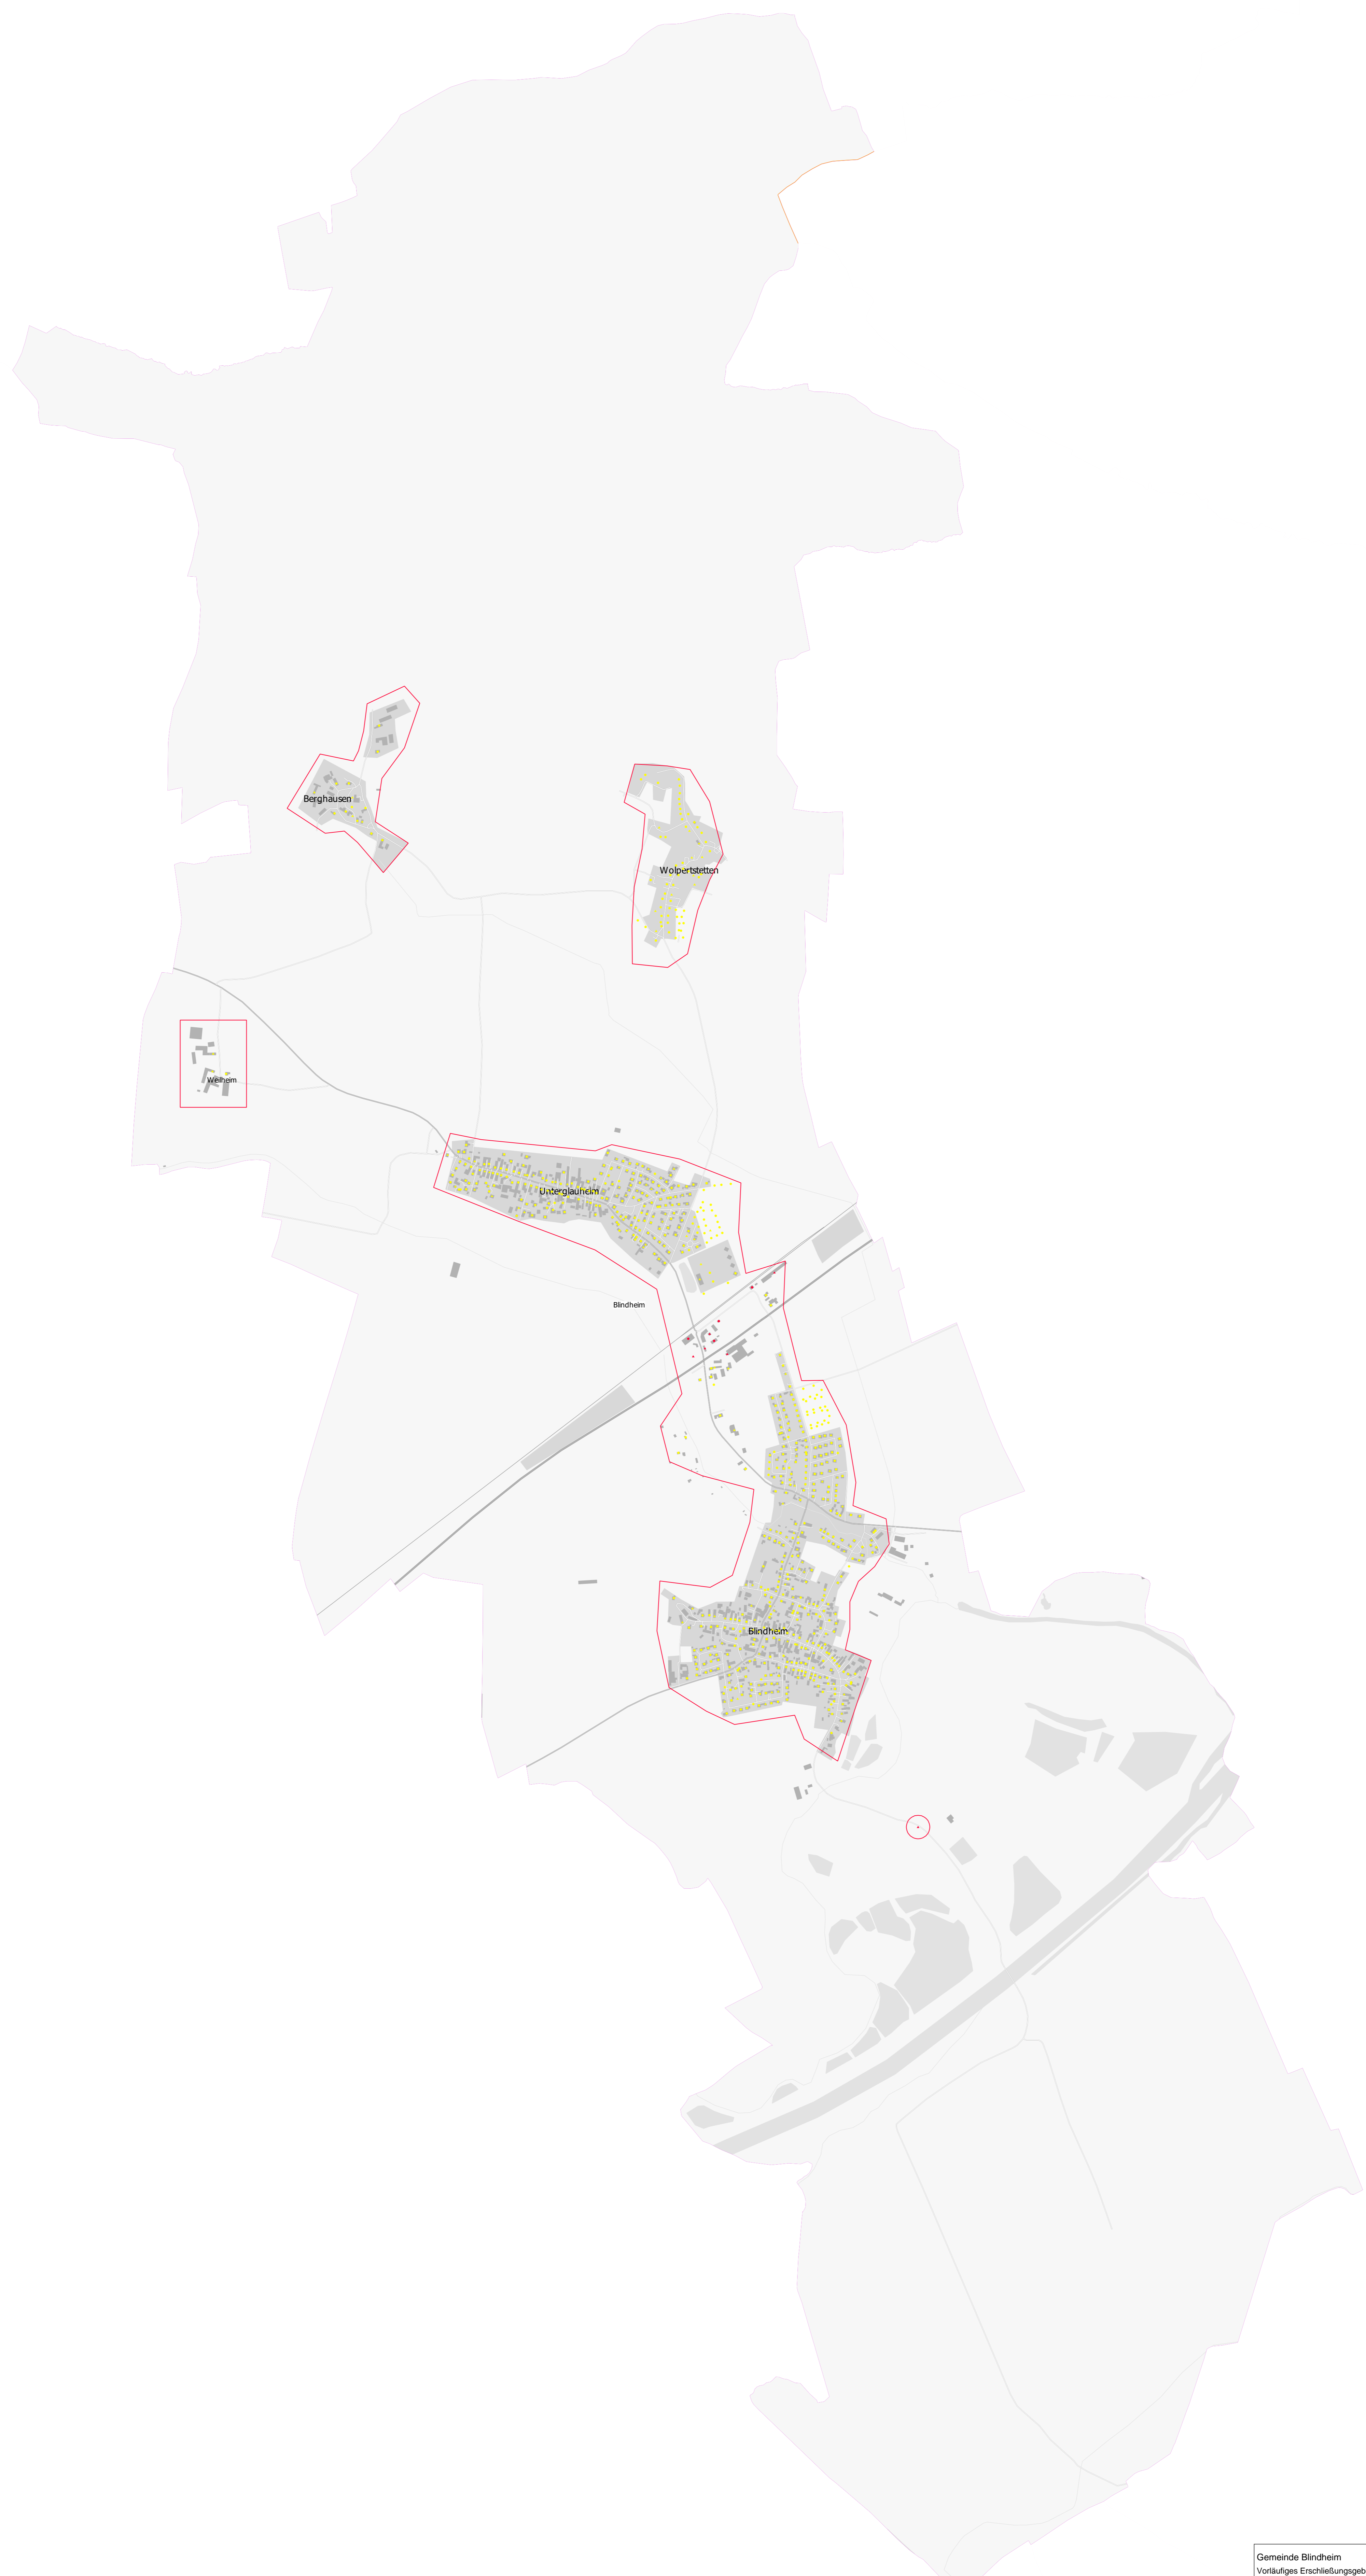 Berghausen
Wolpertstetten
Weilheim
Unterglauheim
Blindheim
Blindheim
Gemeinde Blindheim
Vorläufiges Erschließungsgeb